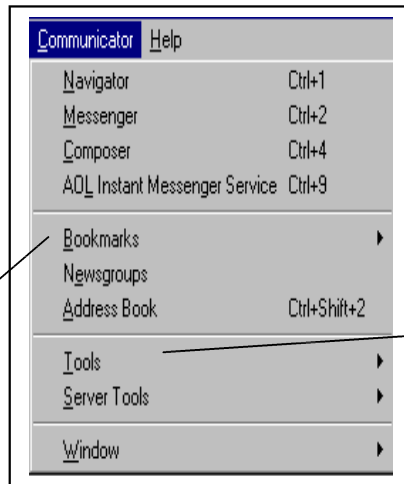 Communicator Help
Navigator Ctrl+1
Messenger Ctrl+2
Composer Ctrl+4
AOL Instant Messenger Service Ctrl+9
Bookmarks
Newsgroups
Address Book Ctrl+Shift+2
Tools
Server Tools
Window